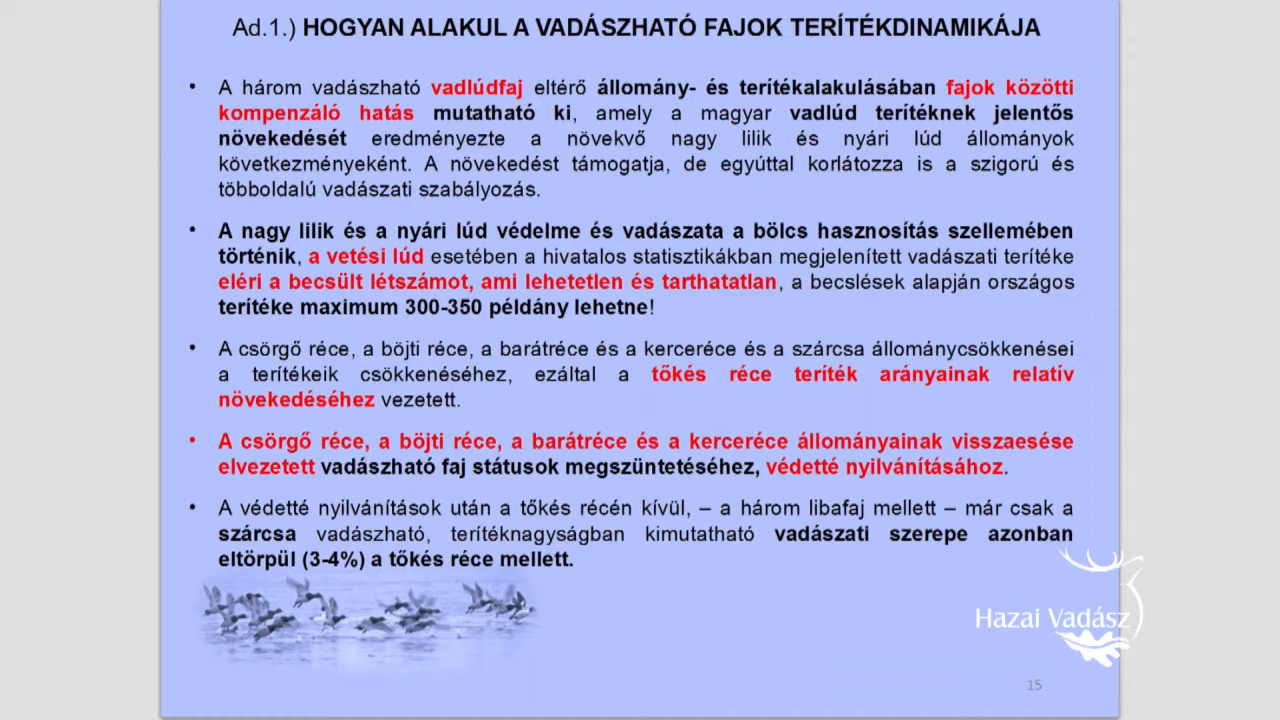 Ad.1.) HOGYAN ALAKUL A VADÁSZHATÓ FAJOK TERÍTÉKDINAMIKÁJA
• A három vadászható vadlúdfaj eltérő állomány- és terítékalakulásában fajok közötti
kompenzáló hatás mutatható ki, amely a magyar vadlúd terítéknek jelentős
növekedését eredményezte a növekvő nagy lilik és nyári lúd állományok
következményeként. A növekedést támogatja, de egyúttal korlátozza is a szigorú és
többoldalú vadászati szabályozás.
• A nagy lilik és a nyári lúd védelme és vadászata a bölcs hasznosítás szellemében
történik, a vetési lúd esetében a hivatalos statisztikákban megjelenített vadászati terítéke
eléri a becsült létszámot, ami lehetetlen és tarthatatlan, a becslések alapján országos
terítéke maximum 300-350 példány lehetne!
• A csörgő réce, a böjti réce, a barátréce és a kerceréce és a szárcsa állománycsökkenései
a terítékeik csökkenéséhez, ezáltal a tőkés réce teríték arányainak relatív
növekedéséhez vezetett.
• A csörgő réce, a böjti réce, a barátréce és a kerceréce állományainak visszaesése
elvezetett vadászható faj státusok megszüntetéséhez, védetté nyilvánításához.
• A védetté nyilvánítások után a tőkés récén kívül, – a három libafaj mellett – már csak a
szárcsa vadászható, terítéknagyságban kimutatható vadászati szerepe azonban
eltörpül (3-4%) a tőkés réce mellett.
Hazai Vadász
15